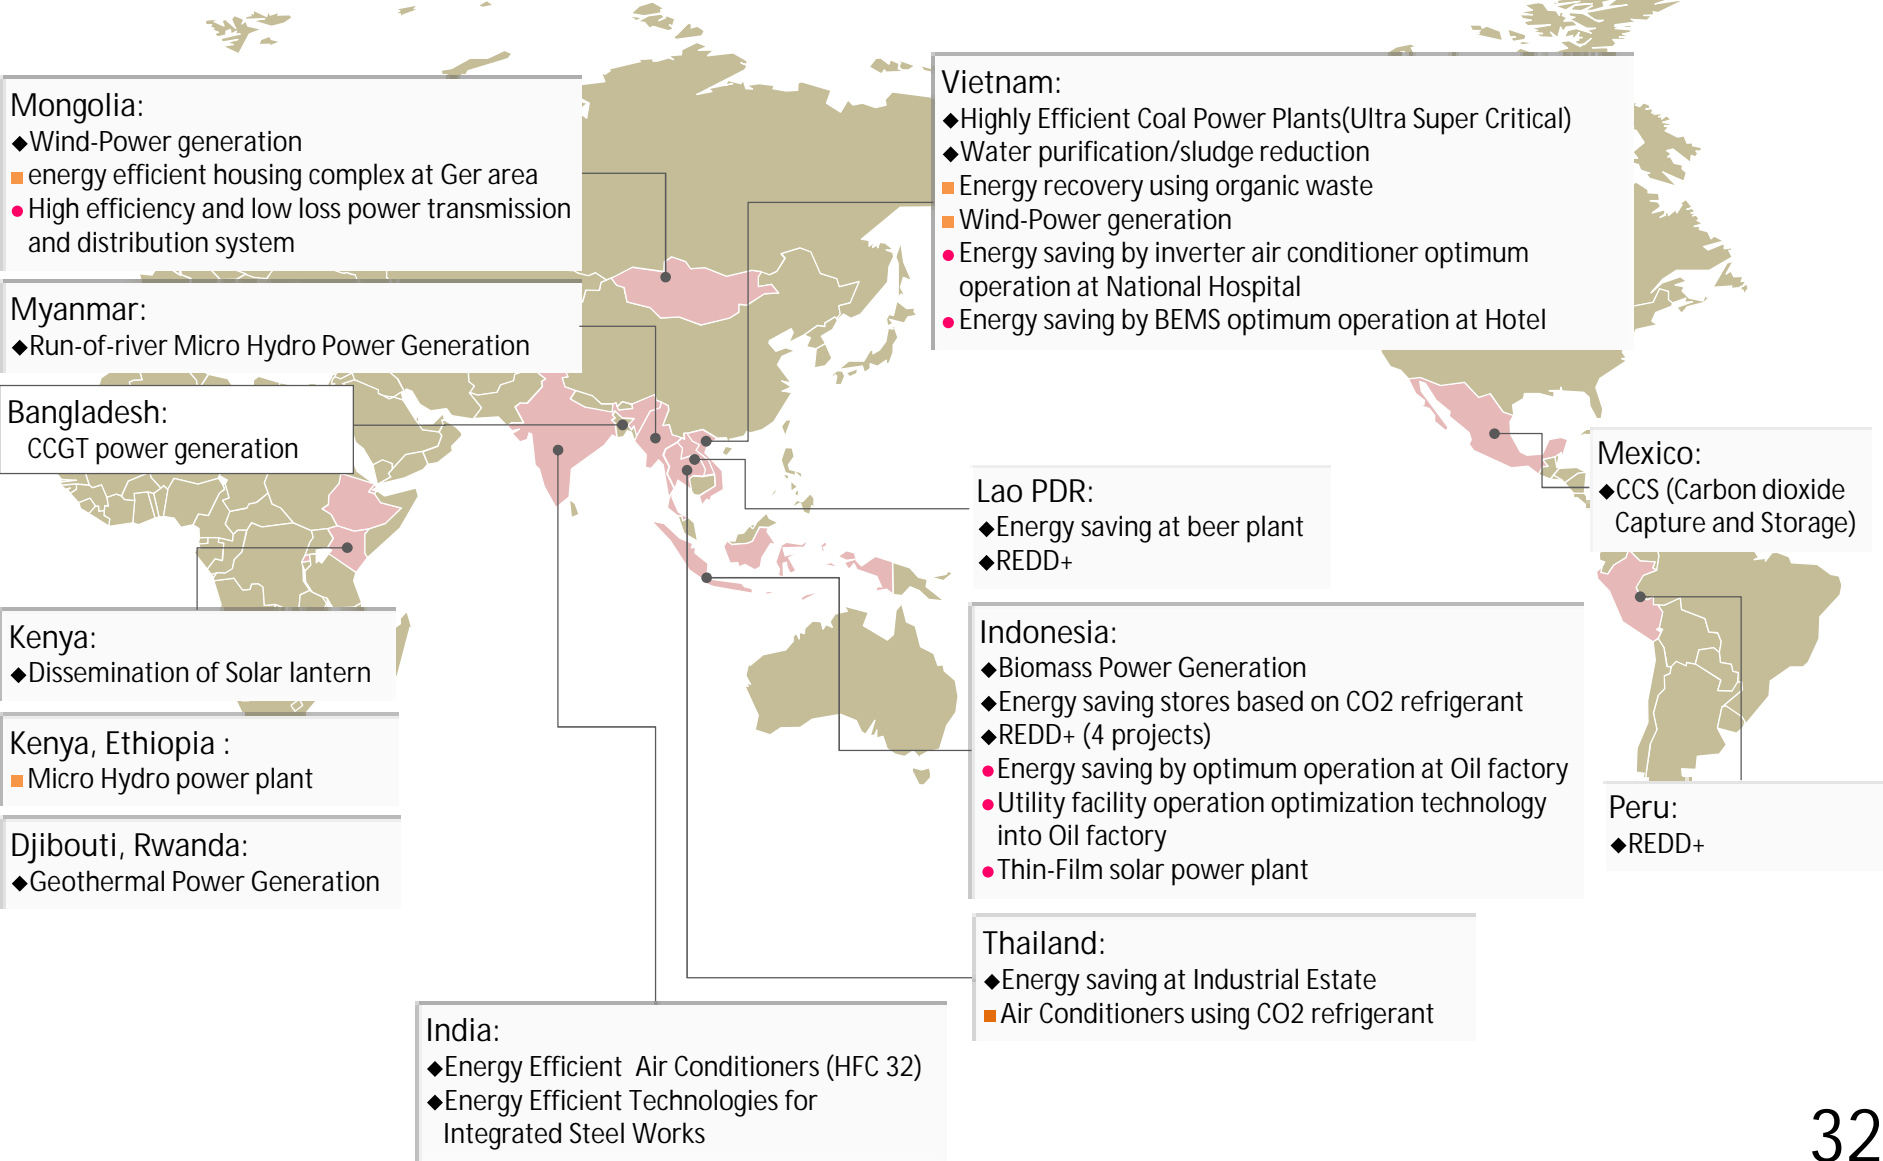 Mongolia:
◆Wind-Power generation
■energy efficient housing complex at Ger area
●High efficiency and low loss power transmission
and distribution system
Myanmar:
◆Run-of-river Micro Hydro Power Generation
Bangladesh:
CCGT power generation
Kenya:
◆Dissemination of Solar lantern
Kenya, Ethiopia :
■Micro Hydro power plant
Djibouti, Rwanda:
◆Geothermal Power Generation
India:
◆Energy Efficient Air Conditioners (HFC 32)
◆Energy Efficient Technologies for
Integrated Steel Works
Vietnam:
◆Highly Efficient Coal Power Plants(Ultra Super Critical)
◆Water purification/sludge reduction
■Energy recovery using organic waste
■Wind-Power generation
●Energy saving by inverter air conditioner optimum
operation at National Hospital
●Energy saving by BEMS optimum operation at Hotel
Lao PDR:
◆Energy saving at beer plant
◆REDD+
Indonesia:
◆Biomass Power Generation
◆Energy saving stores based on CO2 refrigerant
◆REDD+ (4 projects)
●Energy saving by optimum operation at Oil factory
●Utility facility operation optimization technology
into Oil factory
●Thin-Film solar power plant
Thailand:
◆Energy saving at Industrial Estate
■Air Conditioners using CO2 refrigerant
Mexico:
◆CCS (Carbon dioxide
Capture and Storage)
Peru:
◆REDD+
32